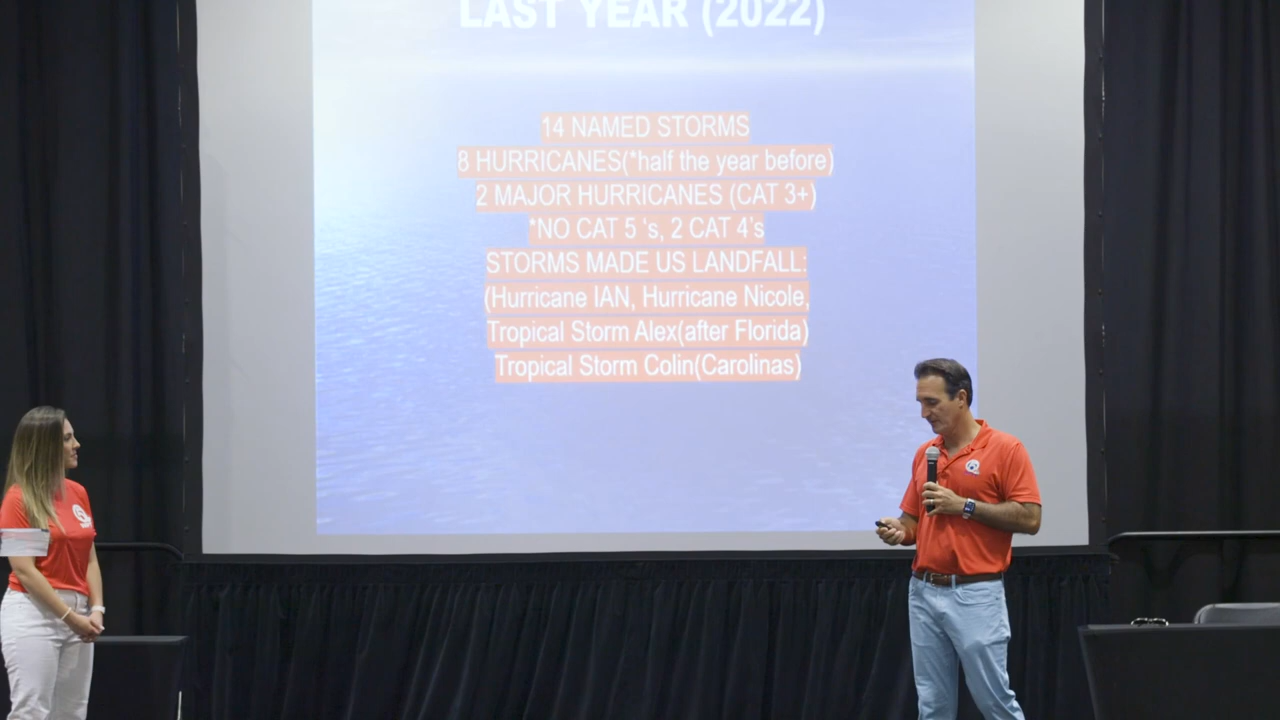 LAST YEAR (2022)
14 NAMED STORMS
8 HURRICANES(*half the year before)
2 MAJOR HURRICANES (CAT 3+)
*NO CAT 5 ‘s, 2 CAT 4’s
STORMS MADE US LANDFALL:
(Hurricane IAN, Hurricane Nicole,
Tropical Storm Alex(after Florida)
Tropical Storm Colin(Carolinas)